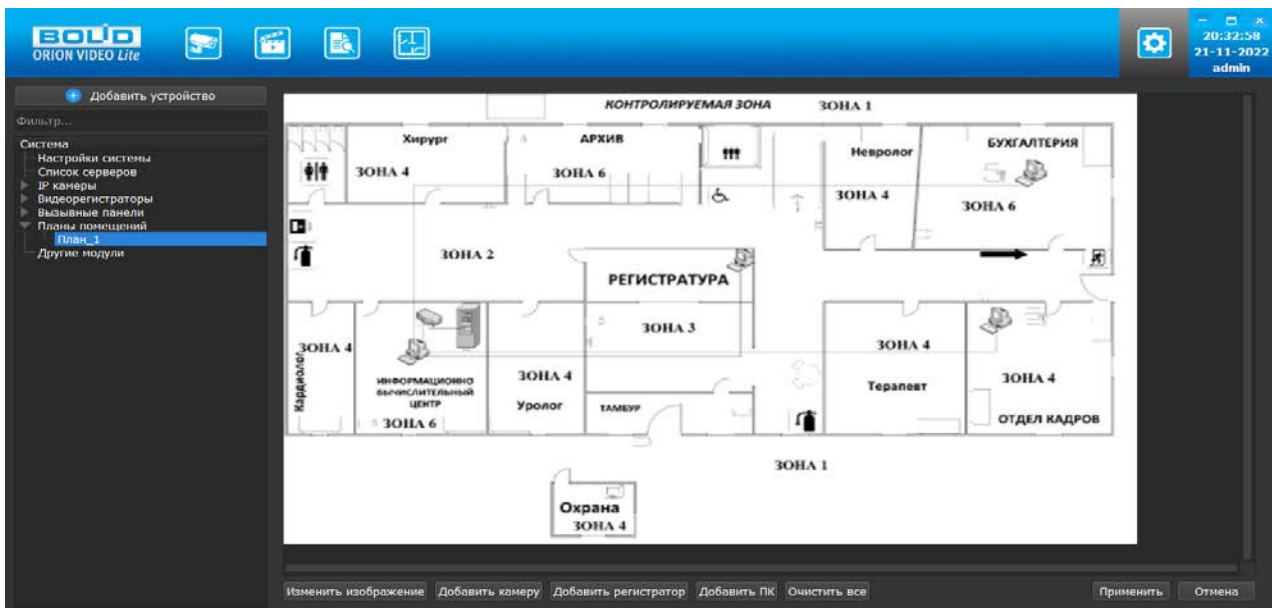 BOLID
ORION VIDEO Lite
20:32:58
21-11-2022
admin
Добавить устройство
Фильтр...
Система
Настройки системы
Список серверов
IP камеры
Видеорегистраторы
Вызывные панели
Планы помещений
План_1
Другие модули
КОНТРОЛИРУЕМАЯ ЗОНА ЗОНА 1
Хирург
АРХИВ
Невролог
БУХГАЛТЕРИЯ
ЗОНА 4
ЗОНА 6
ЗОНА 4
ЗОНА 6
ЗОНА 2
РЕГИСТРАТУРА
ЗОНА 3
ЗОНА 4
Кардиолог
ИНФОРМАЦИОННО
ВЫЧИСЛИТЕЛЬНЫЙ
ЦЕНТР
ЗОНА 6
ЗОНА 4
Уролог
ТАМБУР
ЗОНА 4
Терапевт
ЗОНА 4
ОТДЕЛ КАДРОВ
ЗОНА 1
Охрана
ЗОНА 4
Изменить изображение Добавить камеру Добавить регистратор Добавить ПК Очистить все Применить Отмена